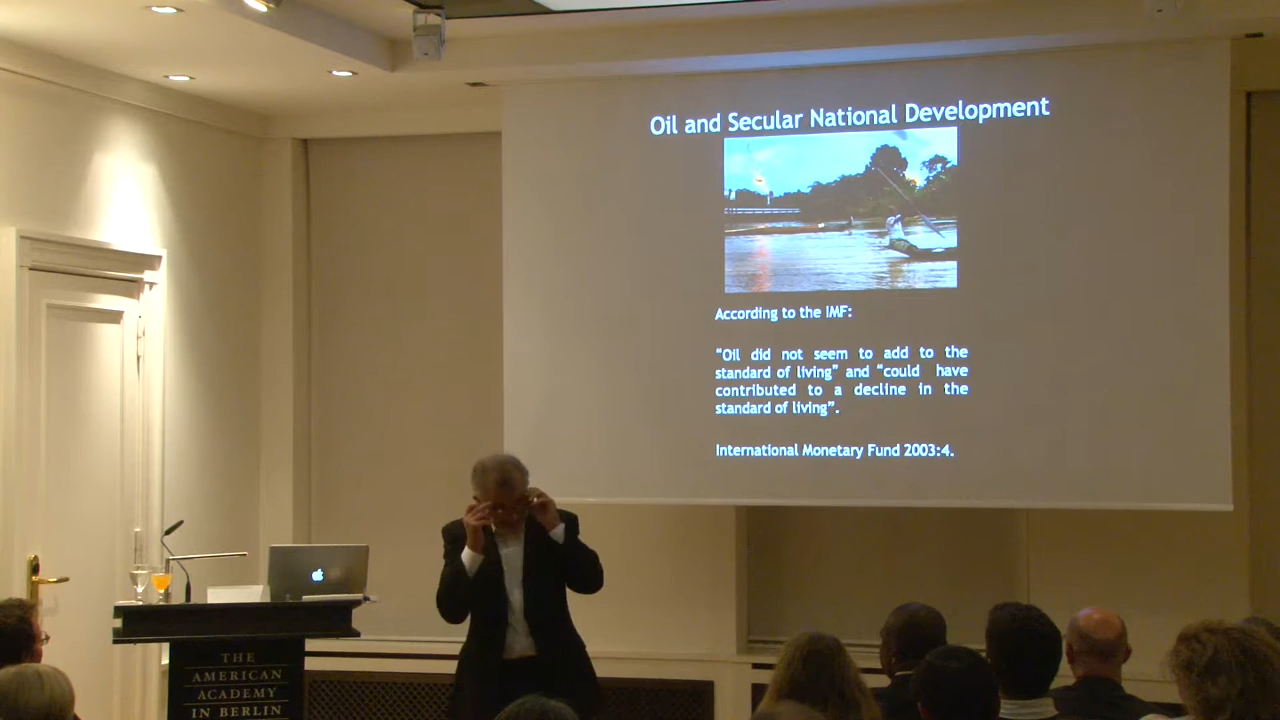 Oil and Secular National Development
According to the IMF:
“Oil did not seem to add to the
standard of living” and “could have
contributed to a decline in the
standard of living”.
International Monetary Fund 2003:4.
THE
AMERICAN
ACADEMY
IN BERLIN